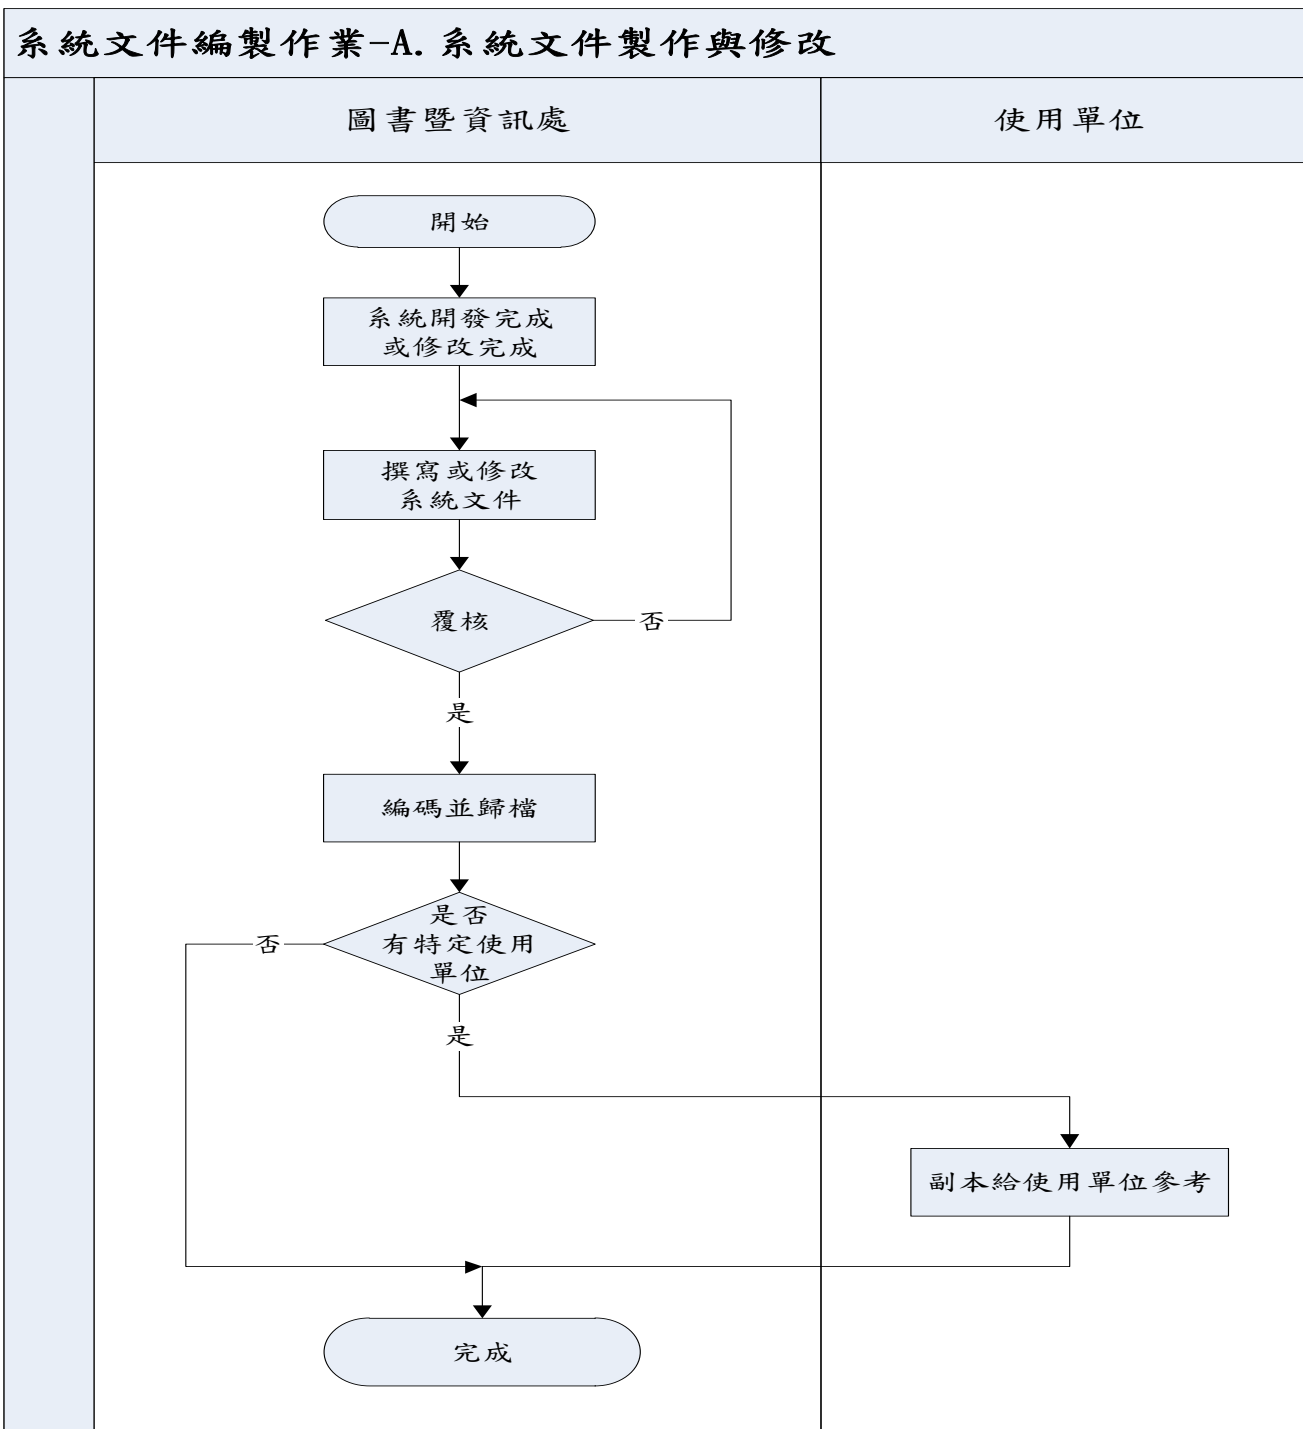 系統文件編製作業-A.系統文件製作與修改
圖書暨資訊處
使用單位
開始
系統開發完成
或修改完成
撰寫或修改
系統文件
覆核
否
是
編碼並歸檔
是否
有特定使用
單位
否
是
副本給使用單位參考
完成